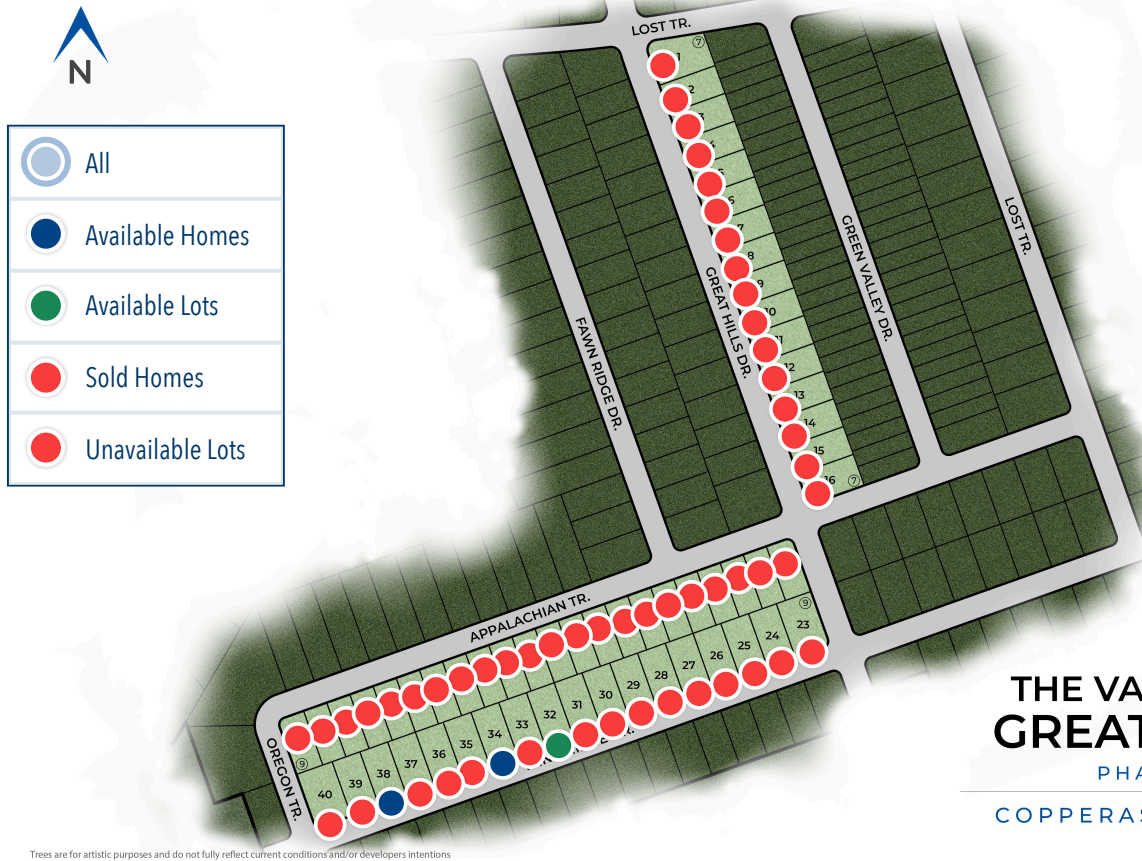 N
All
Available Homes
Available Lots
Sold Homes
Unavailable Lots
LOST TR.
7
2
8
9
10
11
12
13
14
15
16
7
GREAT HILLS DR.
FAWN RIDGE DR.
GREEN VALLEY DR.
LOST TR.
APPALACHIAN TR.
OREGON TR.
9
23
24
25
26
27
28
29
30
31
32
33
34
35
36
37
38
39
40
9
THE VA
GREAT
PHA
COPPERAS
Trees are for artistic purposes and do not fully reflect current conditions and/or developers intentions